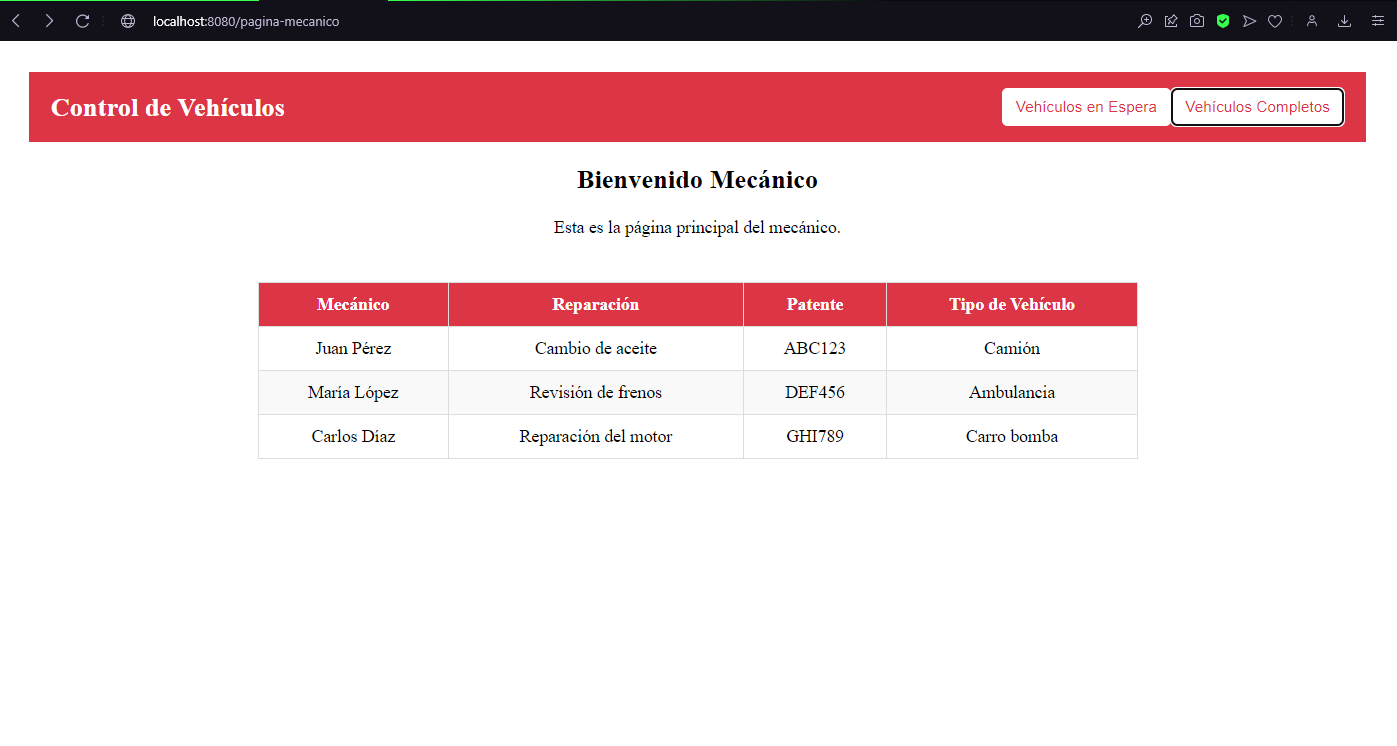 localhost:8080/pagina-mecanico
Control de Vehículos
Vehículos en Espera
Vehículos Completos
Bienvenido Mecánico
Esta es la página principal del mecánico.
Mecánico Reparación Patente Tipo de Vehículo
Juan Pérez Cambio de aceite ABC123 Camión
María López Revisión de frenos DEF456 Ambulancia
Carlos Díaz Reparación del motor GHI789 Carro bomba